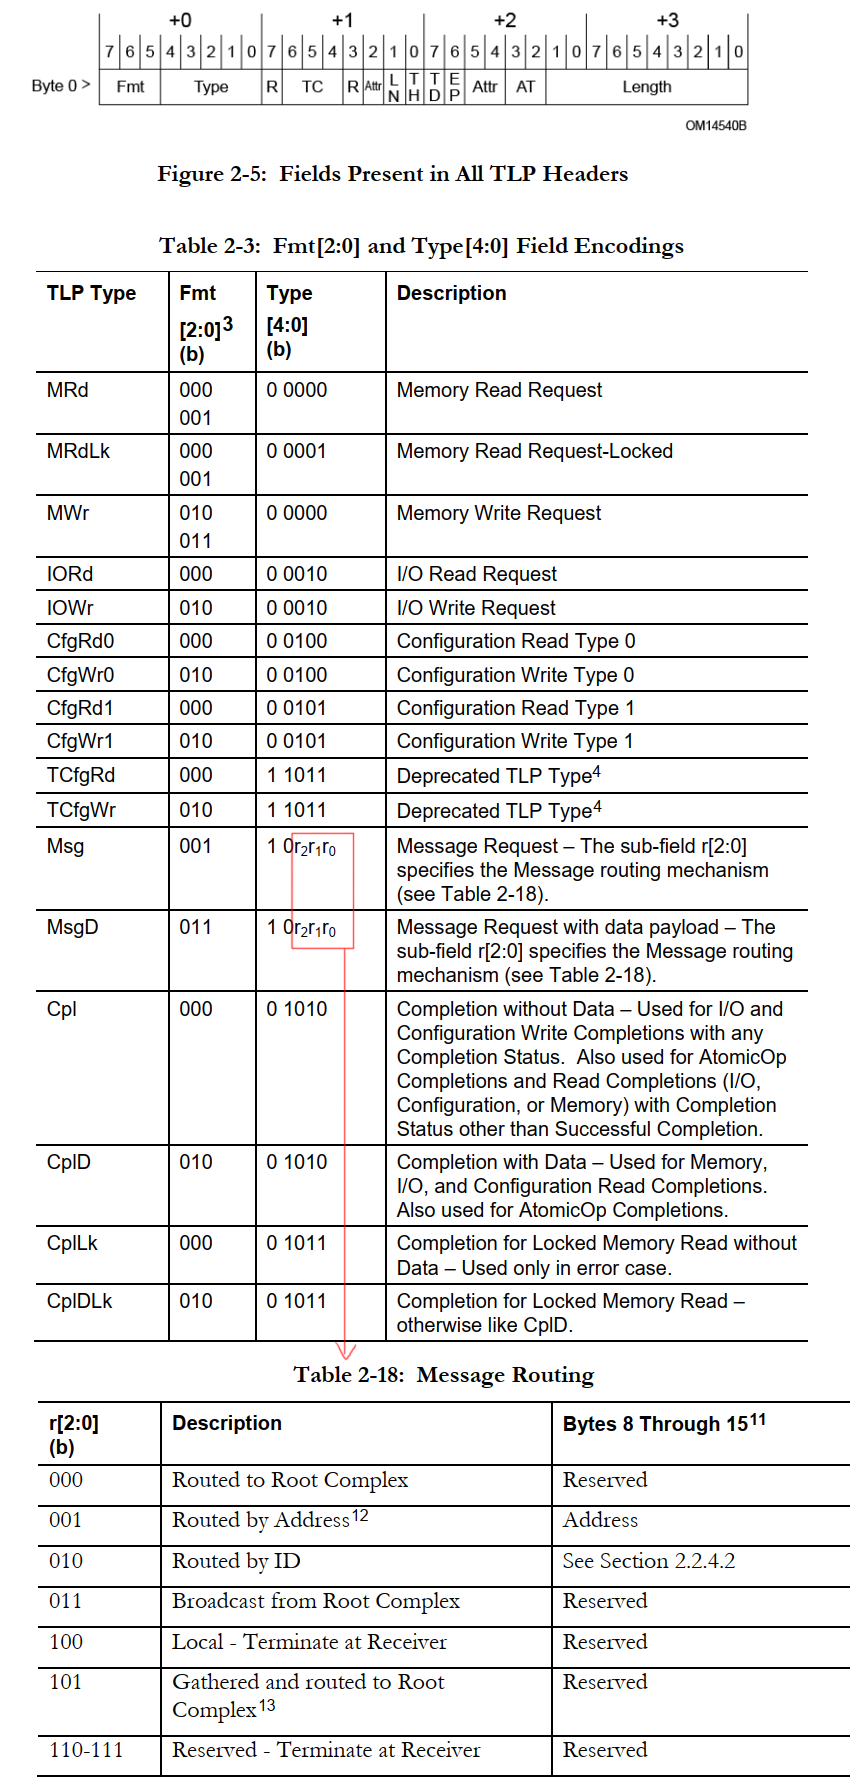 +0 +1 +2 +3
7 6 5 4 3 2 1 0 7 6 5 4 3 2 1 0 7 6 5 4 3 2 1 0 7 6 5 4 3 2 1 0
Byte 0 > Fmt Type R TC R Attr LN TH TD EP Attr AT Length
OM14540B
Figure 2-5: Fields Present in All TLP Headers
Table 2-3: Fmt[2:0] and Type[4:0] Field Encodings
TLP Type Fmt Type Description
[2:0]3 [4:0]
(b) (b)
MRd 000 0 0000 Memory Read Request
001
MRdLk 000 0 0001 Memory Read Request-Locked
001
MWr 010 0 0000 Memory Write Request
011
IORd 000 0 0010 I/O Read Request
IOWr 010 0 0010 I/O Write Request
CfgRd0 000 0 0100 Configuration Read Type 0
CfgWr0 010 0 0100 Configuration Write Type 0
CfgRd1 000 0 0101 Configuration Read Type 1
CfgWr1 010 0 0101 Configuration Write Type 1
TCfgRd 000 1 1011 Deprecated TLP Type4
TCfgWr 010 1 1011 Deprecated TLP Type4
Msg 001 1 0r2r1r0 Message Request – The sub-field r[2:0]
specifies the Message routing mechanism
(see Table 2-18).
MsgD 011 1 0r2r1r0 Message Request with data payload – The
sub-field r[2:0] specifies the Message routing
mechanism (see Table 2-18).
Cpl 000 0 1010 Completion without Data – Used for I/O and
Configuration Write Completions with any
Completion Status. Also used for AtomicOp
Completions and Read Completions (I/O,
Configuration, or Memory) with Completion
Status other than Successful Completion.
CplD 010 0 1010 Completion with Data – Used for Memory,
I/O, and Configuration Read Completions.
Also used for AtomicOp Completions.
CplLk 000 0 1011 Completion for Locked Memory Read without
Data – Used only in error case.
CplDLk 010 0 1011 Completion for Locked Memory Read –
otherwise like CplD.
Table 2-18: Message Routing
r[2:0] Description Bytes 8 Through 1511
(b)
000 Routed to Root Complex Reserved
001 Routed by Address12 Address
010 Routed by ID See Section 2.2.4.2
011 Broadcast from Root Complex Reserved
100 Local - Terminate at Receiver Reserved
101 Gathered and routed to Root Reserved
Complex13
110-111 Reserved - Terminate at Receiver Reserved